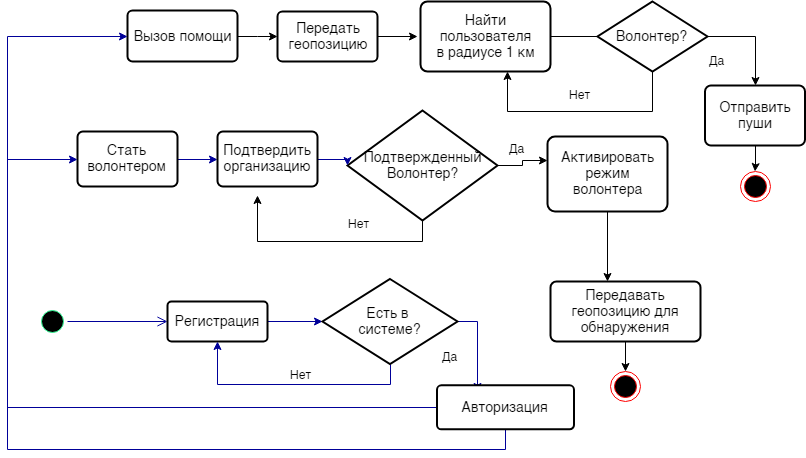 Вызов помощи
Передать
геопозицию
Найти
пользователя
в радиусе 1 км
Волонтер?
Да
Нет
Отправить
пуши
Стать
волонтером
Подтвердить
организацию
Подтвержденный
Волонтер?
Да
Нет
Активировать
режим
волонтера
Передавать
геопозицию для
обнаружения
Регистрация
Есть в
системе?
Да
Нет
Авторизация